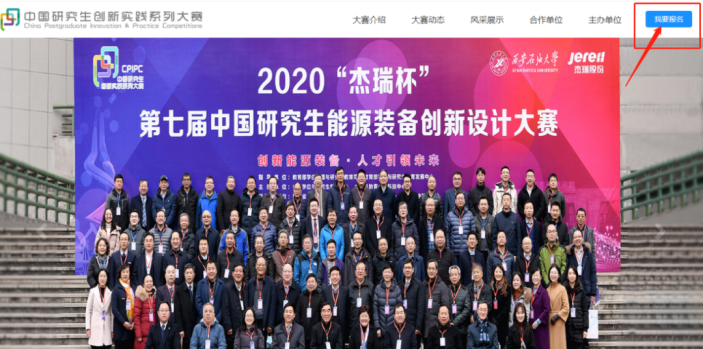 中国研究生创新实践系列大赛
China Postgraduate Innovation & Practice Competitions
大赛介绍 大赛动态 风采展示 合作单位 主办单位 我要报名
CPIPC
中国研究生
创新实践系列大赛
西安石油大学
jereh
杰瑞股份
2020“杰瑞杯”
第七届中国研究生能源装备创新设计大赛
创新能源装备·人才引领未来